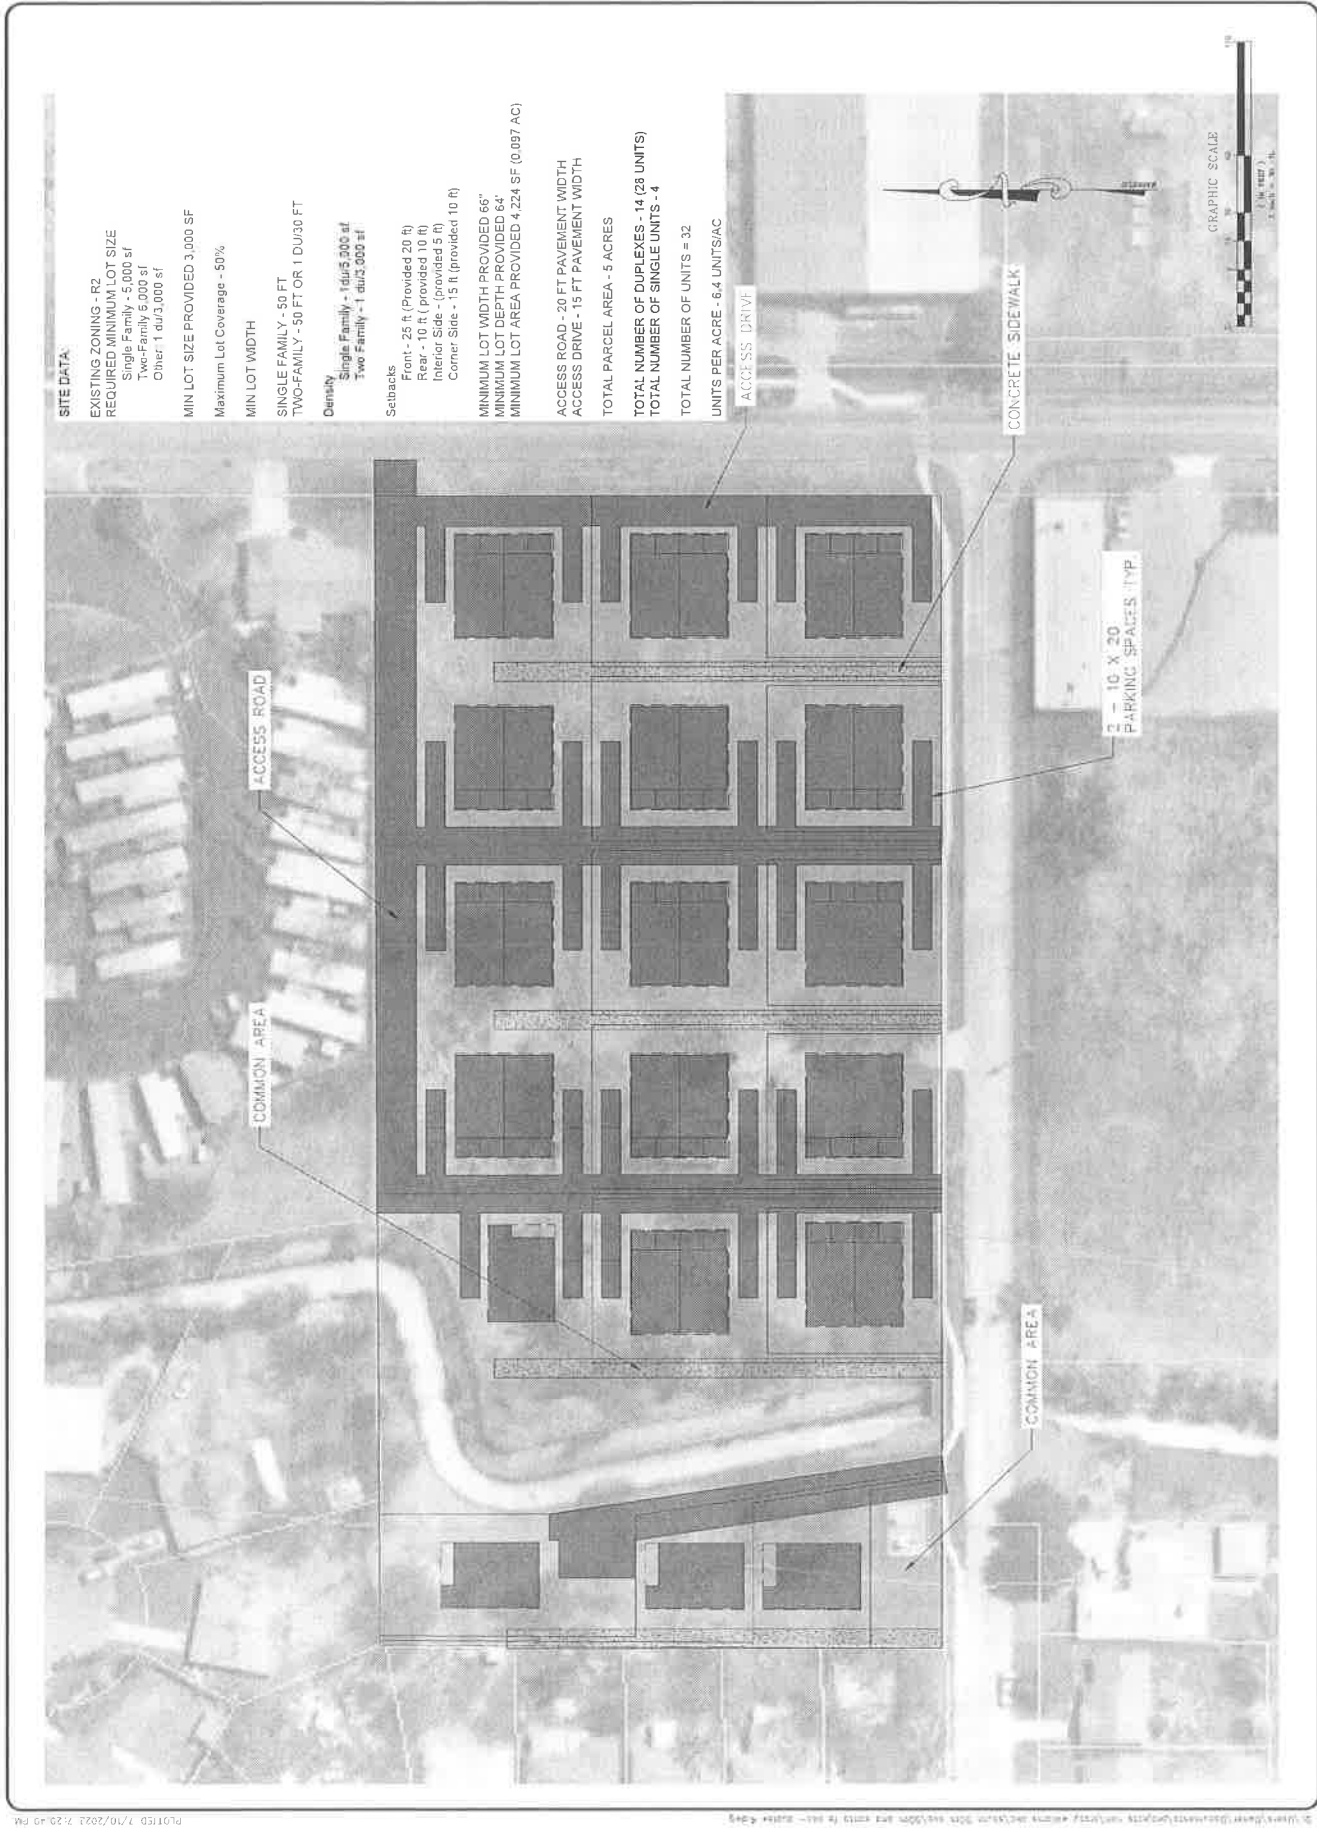 SITE DATA:
EXISTING ZONING - R2
REQUIRED MINIMUM LOT SIZE
Single Family - 5,000 sf
Two-Family 6,000 sf
Other: 1 du/3,000 sf
MIN LOT SIZE PROVIDED 3,000 SF
Maximum Lot Coverage - 50%
MIN LOT WIDTH
SINGLE FAMILY - 50 FT
TWO-FAMILY - 50 FT OR 1 DU/30 FT
Density
Single Family - 1du/5,000 sf
Two Family - 1 du/3,000 sf
Setbacks
Front - 25 ft (Provided 20 ft)
Rear - 10 ft ( provided 10 ft)
Interior Side - (provided 5 ft)
Corner Side - 15 ft (provided 10 ft)
MINIMUM LOT WIDTH PROVIDED 66"
MINIMUM LOT DEPTH PROVIDED 64'
MINIMUM LOT AREA PROVIDED 4,224 SF (0.097 AC)
ACCESS ROAD - 20 FT PAVEMENT WIDTH
ACCESS DRIVE - 15 FT PAVEMENT WIDTH
TOTAL PARCEL AREA - 5 ACRES
TOTAL NUMBER OF DUPLEXES - 14 (28 UNITS)
TOTAL NUMBER OF SINGLE UNITS - 4
TOTAL NUMBER OF UNITS = 32
UNITS PER ACRE - 6.4 UNITS/AC
ACCESS DRIVE
ACCESS ROAD
COMMON AREA
CONCRETE SIDEWALK
2 - 10 X 20
PARKING SPACES TYP.
COMMON AREA
GRAPHIC SCALE
( IN FEET )
PLOTTED 7/10/2022 7:25:49 PM